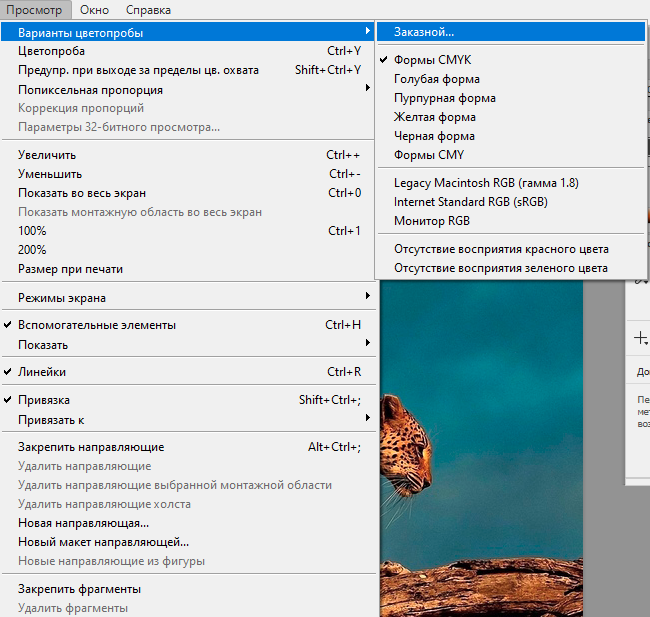 Просмотр Окно Справка
Варианты цветопробы
Цветопроба Ctrl+Y
Предупр. при выходе за пределы цв. охвата Shift+Ctrl+Y
Попиксельная пропорция
Коррекция пропорций
Параметры 32-битного просмотра...
Увеличить Ctrl++
Уменьшить Ctrl+-
Показать во весь экран Ctrl+0
Показать монтажную область во весь экран
100% Ctrl+1
200%
Размер при печати
Режимы экрана
Вспомогательные элементы Ctrl+H
Показать
Линейки Ctrl+R
Привязка Shift+Ctrl+;
Привязать к
Закрепить направляющие Alt+Ctrl+;
Удалить направляющие
Удалить направляющие выбранной монтажной области
Удалить направляющие холста
Новая направляющая...
Новый макет направляющей...
Новые направляющие из фигуры
Закрепить фрагменты
Удалить фрагменты
Заказной...
Формы CMYK
Голубая форма
Пурпурная форма
Желтая форма
Черная форма
Формы CMY
Legacy Macintosh RGB (гамма 1.8)
Internet Standard RGB (sRGB)
Монитор RGB
Отсутствие восприятия красного цвета
Отсутствие восприятия зеленого цвета